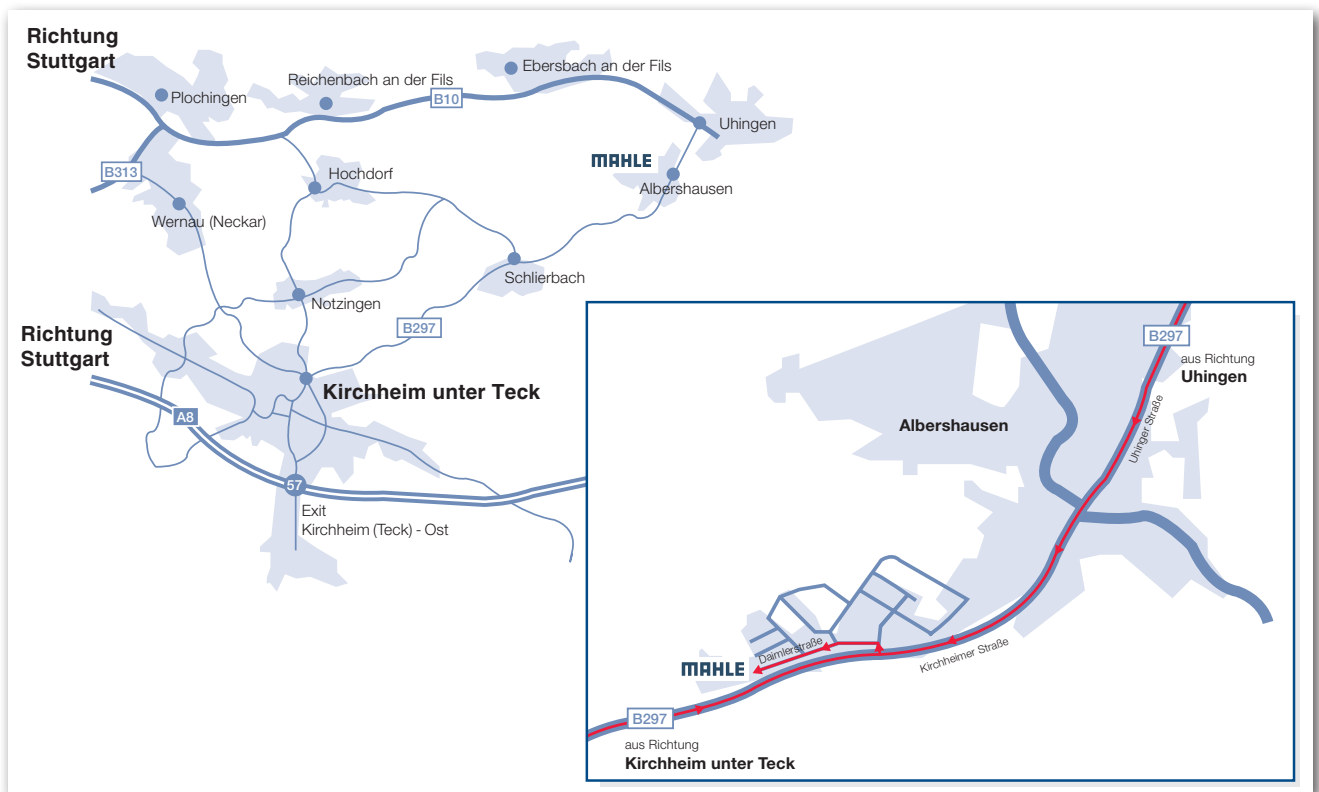 Richtung
Stuttgart
Plochingen
Reichenbach an der Fils
Ebersbach an der Fils
B10
Uhingen
B313
Hochdorf
MAHLE
Albershausen
Wernau (Neckar)
Schlierbach
Notzingen
B297
Richtung
Stuttgart
Kirchheim unter Teck
A8
57
Exit
Kirchheim (Teck) - Ost
B297
aus Richtung
Uhingen
Albershausen
Uhinger Straße
Daimlerstraße
Kirchheimer Straße
MAHLE
B297
aus Richtung
Kirchheim unter Teck